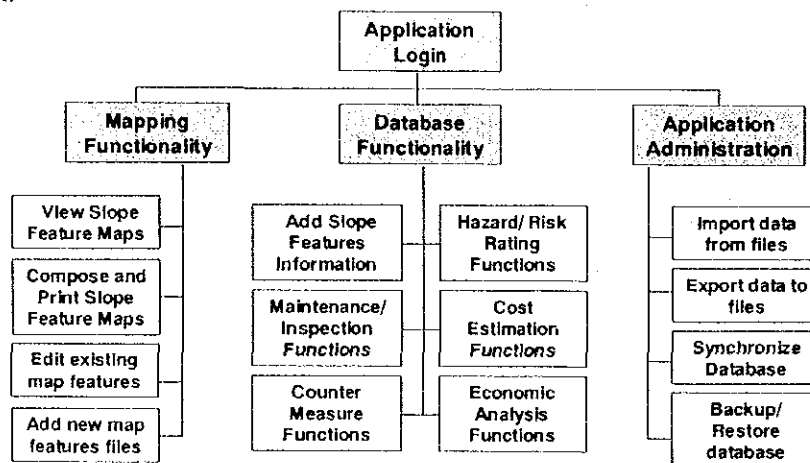 Application
Login
Mapping
Functionality
Database
Functionality
Application
Administration
View Slope
Feature Maps
Compose and
Print Slope
Feature Maps
Edit existing
map features
Add new map
features files
Add Slope
Features
Information
Maintenance/
Inspection
Functions
Counter
Measure
Functions
Hazard/ Risk
Rating
Functions
Cost
Estimation
Functions
Economic
Analysis
Functions
Import data
from files
Export data to
files
Synchronize
Database
Backup/
Restore
database